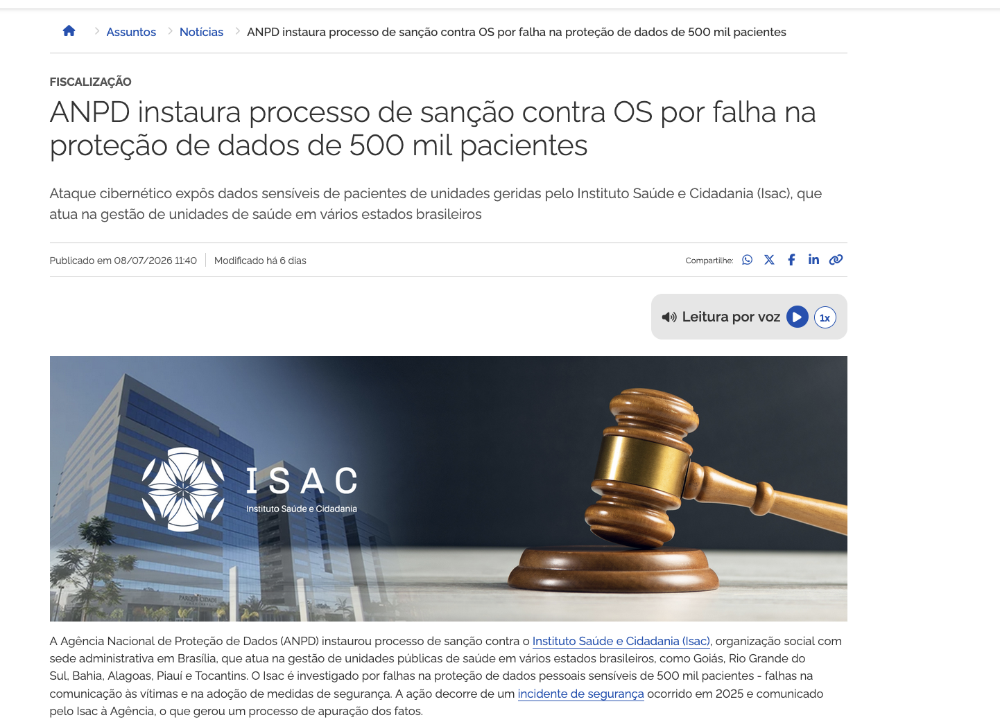 Assuntos Notícias ANPD instaura processo de sanção contra OS por falha na proteção de dados de 500 mil pacientes
FISCALIZAÇÃO
ANPD instaura processo de sanção contra OS por falha na
proteção de dados de 500 mil pacientes
Ataque cibernético expôs dados sensíveis de pacientes de unidades geridas pelo Instituto Saúde e Cidadania (Isac), que
atua na gestão de unidades de saúde em vários estados brasileiros
Publicado em 08/07/2026 11:40 Modificado há 6 dias Compartilhe:
Leitura por voz 1x
ISAC
Instituto Saúde e Cidadania
PARQUE CIDADE
A Agência Nacional de Proteção de Dados (ANPD) instaurou processo de sanção contra o Instituto Saúde e Cidadania (Isac), organização social com
sede administrativa em Brasília, que atua na gestão de unidades públicas de saúde em vários estados brasileiros, como Goiás, Rio Grande do
Sul, Bahia, Alagoas, Piauí e Tocantins. O Isac é investigado por falhas na proteção de dados pessoais sensíveis de 500 mil pacientes - falhas na
comunicação às vítimas e na adoção de medidas de segurança. A ação decorre de um incidente de segurança ocorrido em 2025 e comunicado
pelo Isac à Agência, o que gerou um processo de apuração dos fatos.